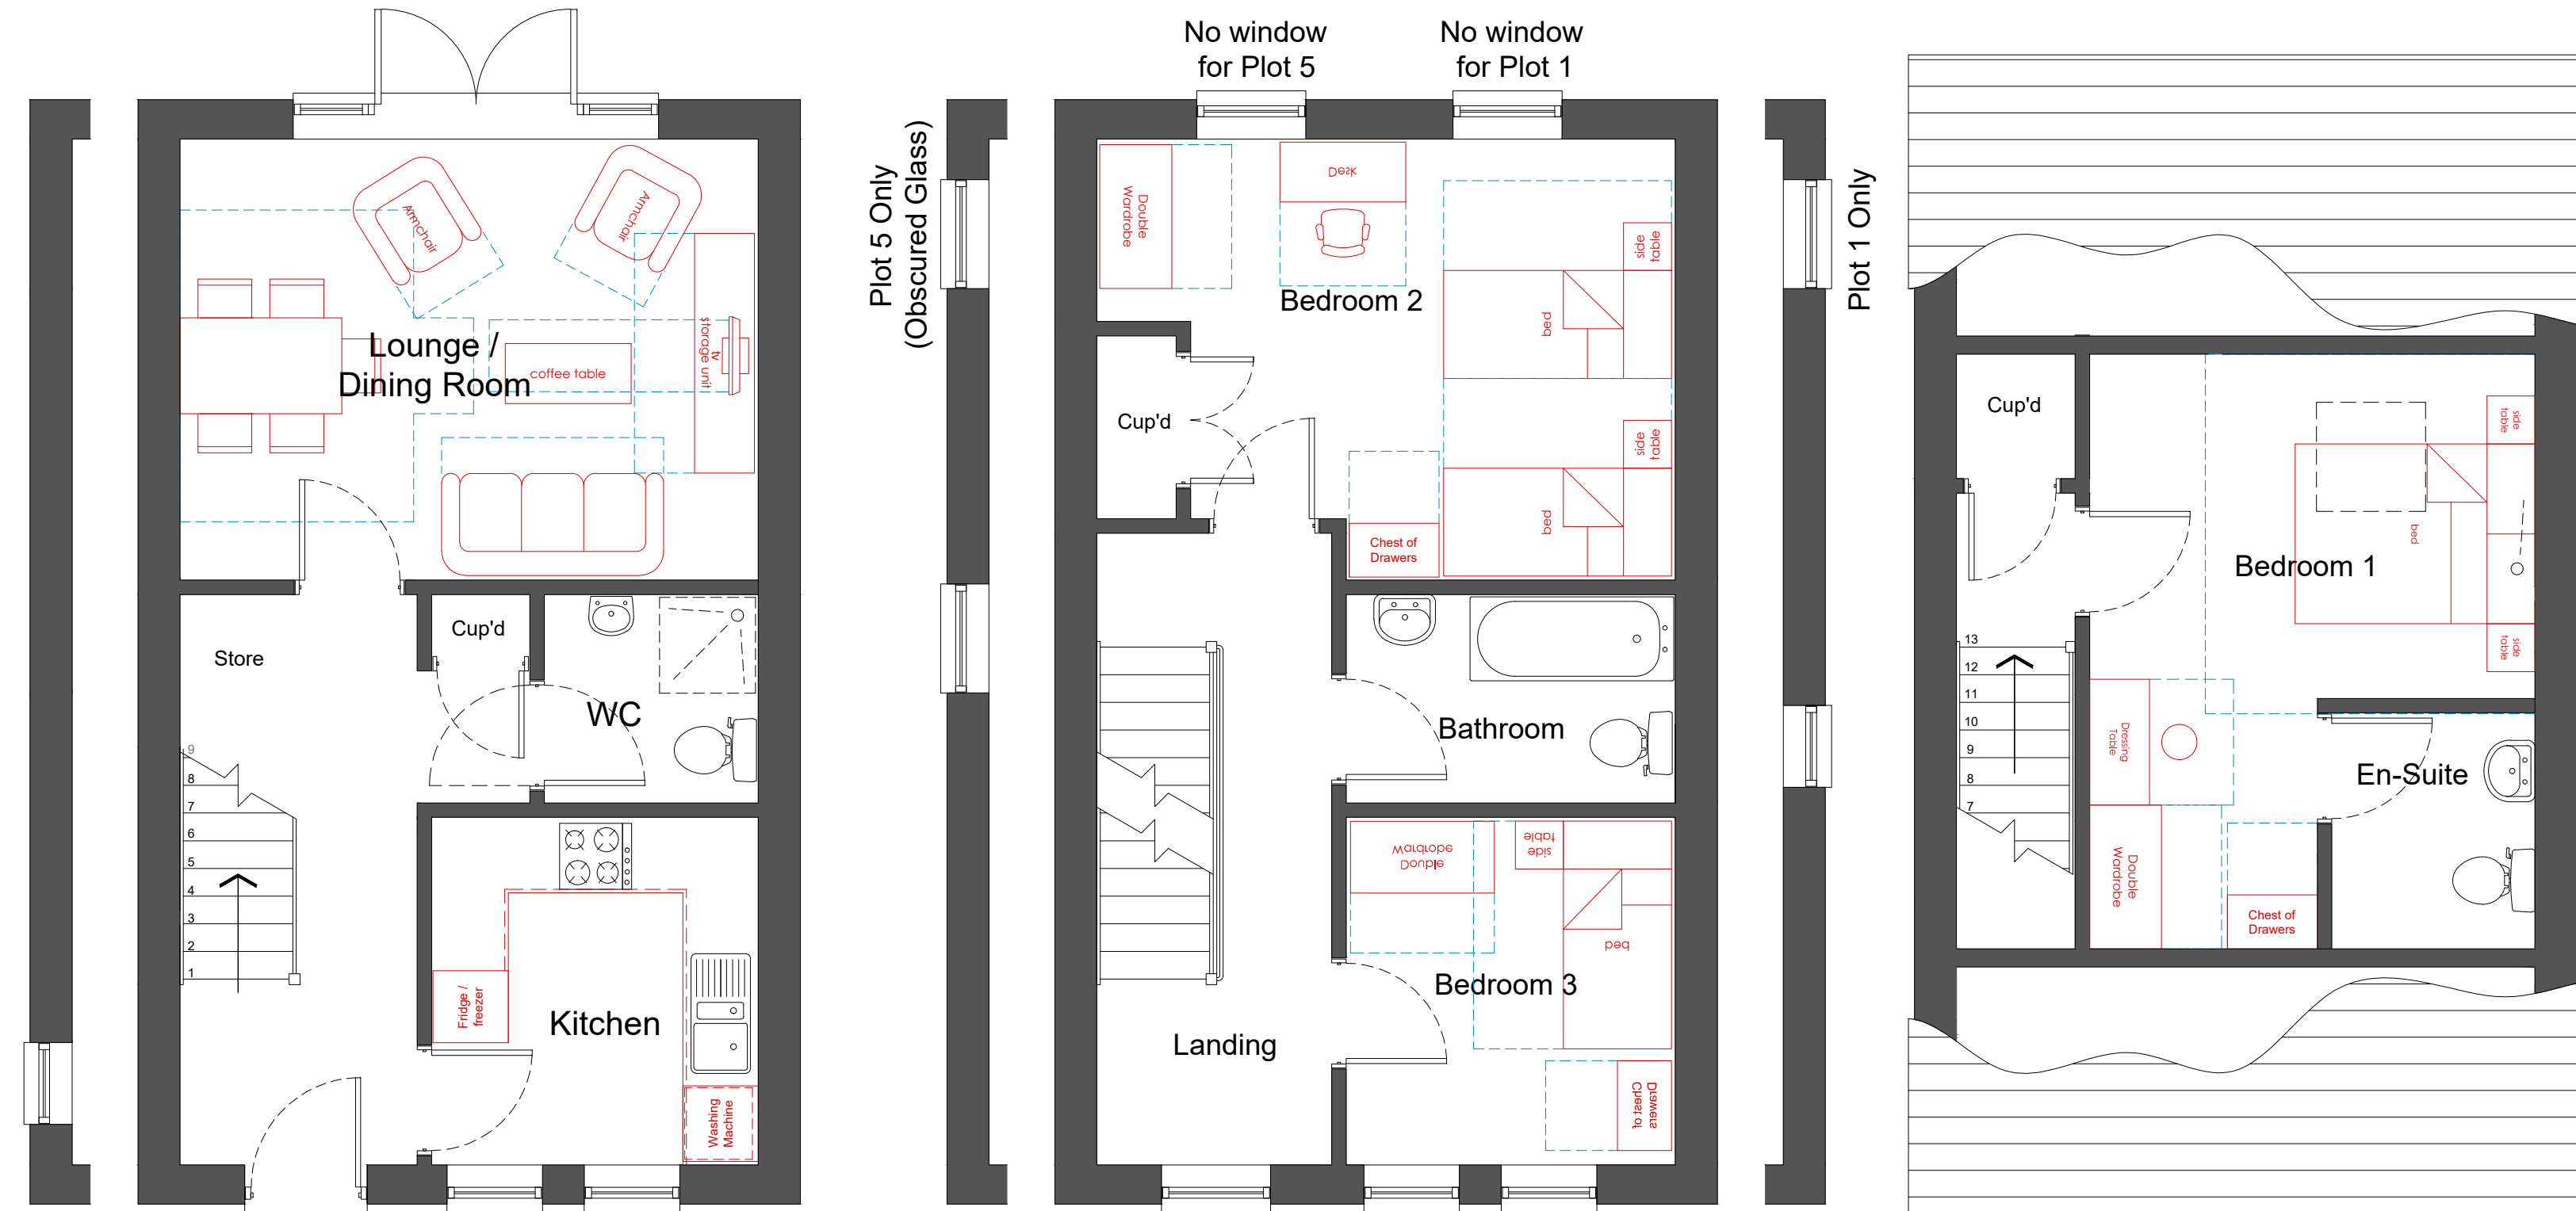 No window
for Plot 5
No window
for Plot 1
Plot 5 Only
(Obscured Glass)
Plot 1 Only
Armchair
Armchair
Lounge /
Dining Room
coffee table
storage unit
tv
Store
Cup'd
WC
9
8
7
6
5
4
3
2
1
Fridge /
freezer
Kitchen
Washing
Machine
Double
Wardrobe
Desk
side
table
Bedroom 2
bed
Cup'd
side
table
bed
Chest of
Drawers
Bathroom
Double
Wardrobe
side
table
bed
Bedroom 3
Landing
Chest of
Drawers
Cup'd
side
table
bed
Bedroom 1
side
table
13
12
11
10
9
8
7
Dressing
Table
En-Suite
Double
Wardrobe
Chest of
Drawers